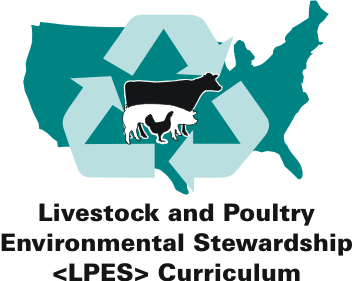 Livestock and Poultry
Environmental Stewardship
<LPES> Curriculum